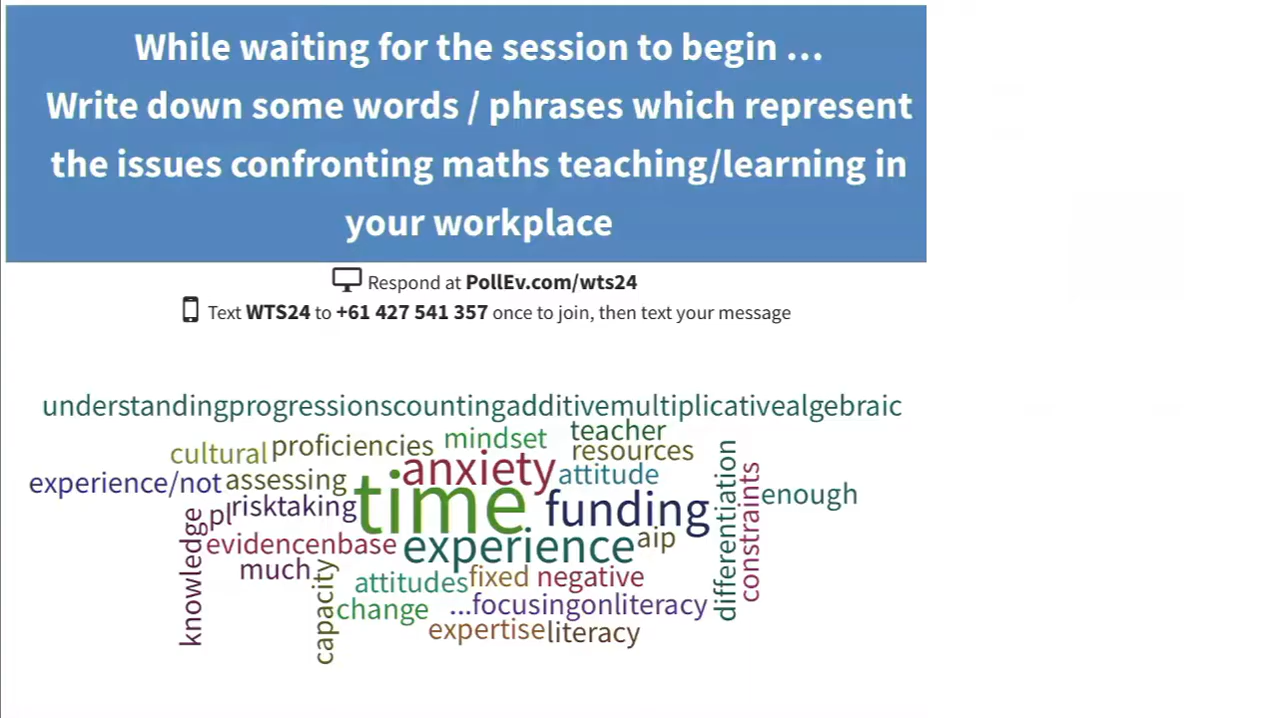 While waiting for the session to begin ...
Write down some words / phrases which represent
the issues confronting maths teaching/learning in
your workplace
Respond at PollEv.com/wts24
Text WTS24 to +61 427 541 357 once to join, then text your message
understandingprogressionscountingadditivemultiplicativealgebraic
cultural
proficiencies
mindset
teacher
resources
experience/not
assessing
anxiety
attitude
pl
risktaking
time
funding
differentiation
constraints
enough
knowledge
evidencenbase
experience
aip
much
capacity
attitudes
fixed
negative
change
...focusingonliteracy
expertise
literacy